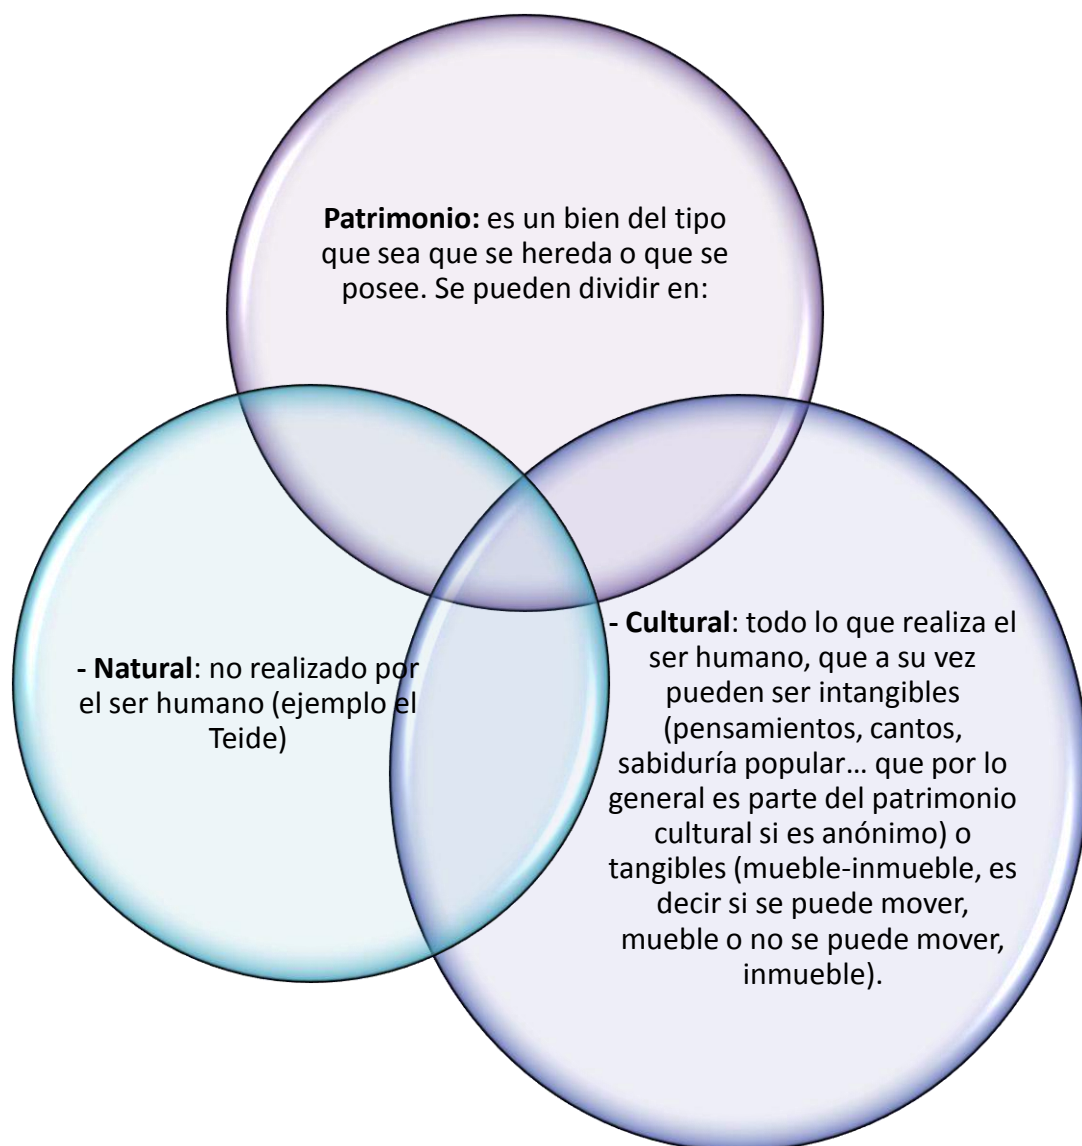 Patrimonio: es un bien del tipo
que sea que se hereda o que se
posee. Se pueden dividir en:
- Natural: no realizado por
el ser humano (ejemplo el
Teide)
- Cultural: todo lo que realiza el
ser humano, que a su vez
pueden ser intangibles
(pensamientos, cantos,
sabiduría popular... que por lo
general es parte del patrimonio
cultural si es anónimo) o
tangibles (mueble-inmueble, es
decir si se puede mover,
mueble o no se puede mover,
inmueble).